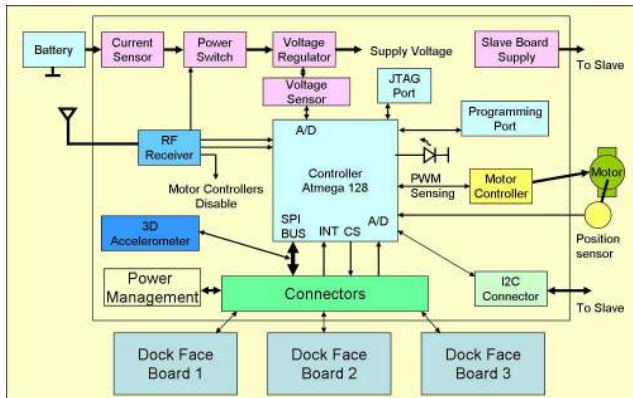 Battery
Current
Sensor
Power
Switch
Voltage
Regulator
Supply Voltage
Slave Board
Supply
To Slave
Voltage
Sensor
JTAG
Port
Programming
Port
A/D
RF
Receiver
Controller
Atmega 128
Motor Controllers
Disable
PWM
Sensing
Motor
Controller
Motor
3D
Accelerometer
SPI
BUS
INT CS
A/D
Position
sensor
Power
Management
Connectors
I2C
Connector
To Slave
Dock Face
Board 1
Dock Face
Board 2
Dock Face
Board 3